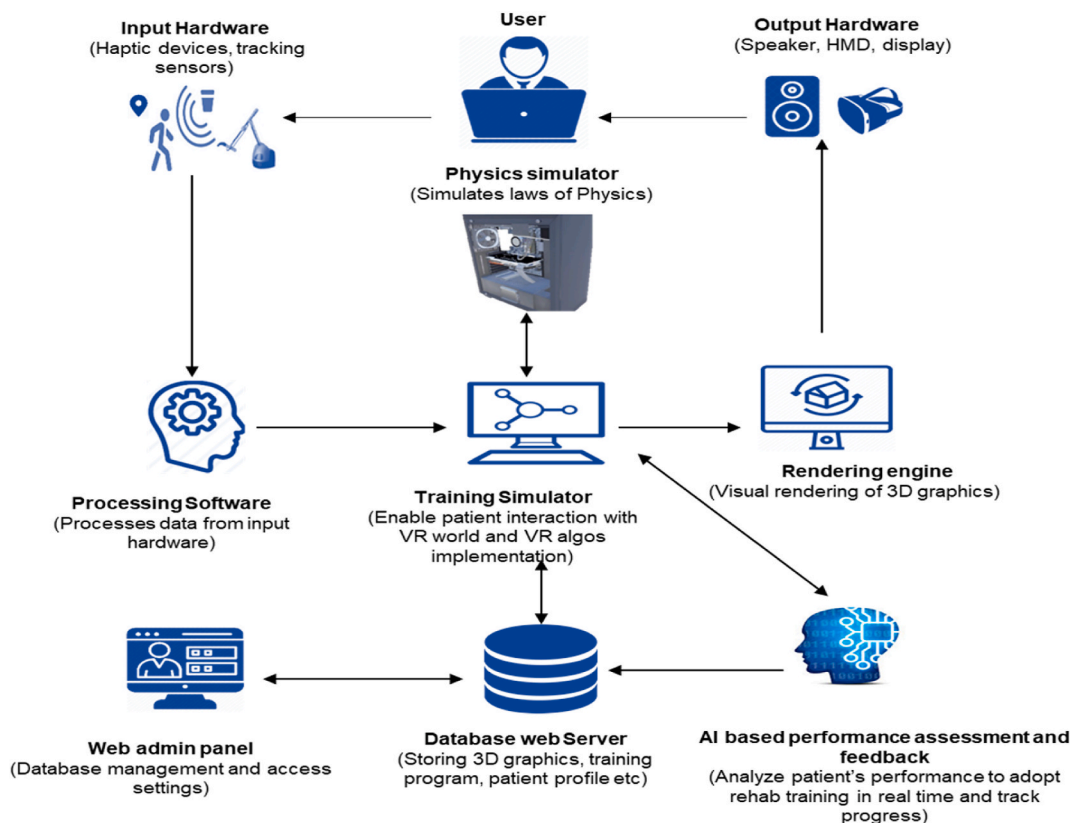 Input Hardware
(Haptic devices, tracking
sensors)
User
Output Hardware
(Speaker, HMD, display)
Physics simulator
(Simulates laws of Physics)
Processing Software
(Processes data from input
hardware)
Training Simulator
(Enable patient interaction with
VR world and VR algos
implementation)
Rendering engine
(Visual rendering of 3D graphics)
Web admin panel
(Database management and access
settings)
Database web Server
(Storing 3D graphics, training
program, patient profile etc)
AI based performance assessment and
feedback
(Analyze patient's performance to adopt
rehab training in real time and track
progress)